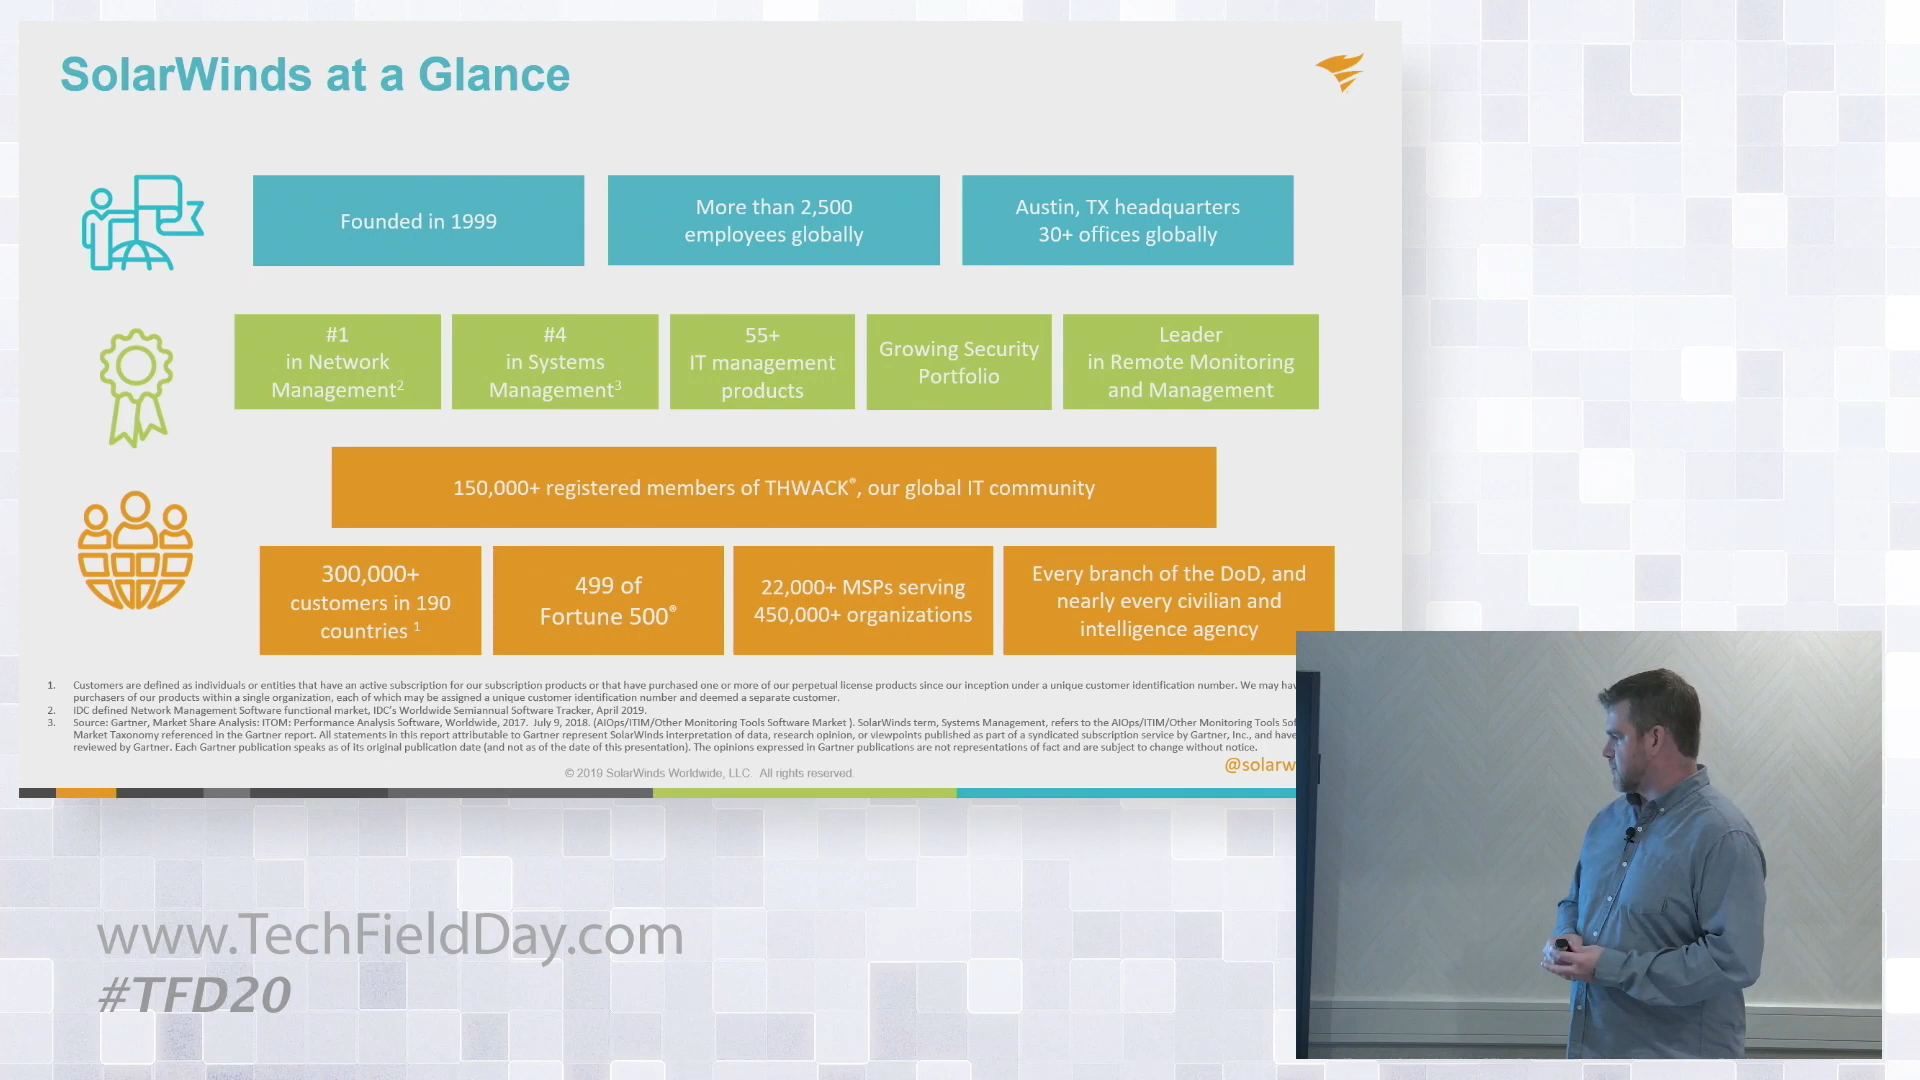 SolarWinds at a Glance
Founded in 1999
More than 2,500
employees globally
Austin, TX headquarters
30+ offices globally
#1
in Network
Management2
#4
in Systems
Management3
55+
IT management
products
Growing Security
Portfolio
Leader
in Remote Monitoring
and Management
150,000+ registered members of THWACK®, our global IT community
300,000+
customers in 190
countries 1
499 of
Fortune 500®
22,000+ MSPs serving
450,000+ organizations
Every branch of the DoD, and
nearly every civilian and
intelligence agency
1. Customers are defined as individuals or entities that have an active subscription for our subscription products or that have purchased one or more of our perpetual license products since our inception under a unique customer identification number. We may hav
purchasers of our products within a single organization, each of which may be assigned a unique customer identification number and deemed a separate customer.
2. IDC defined Network Management Software functional market, IDC's Worldwide Semiannual Software Tracker, April 2019.
3. Source: Gartner, Market Share Analysis: ITOM: Performance Analysis Software, Worldwide, 2017. July 9, 2018. (AIOps/ITIM/Other Monitoring Tools Software Market ). SolarWinds term, Systems Management, refers to the AIOps/ITIM/Other Monitoring Tools Sof
Market Taxonomy referenced in the Gartner report. All statements in this report attributable to Gartner represent SolarWinds interpretation of data, research opinion, or viewpoints published as part of a syndicated subscription service by Gartner, Inc., and have
reviewed by Gartner. Each Gartner publication speaks as of its original publication date (and not as of the date of this presentation). The opinions expressed in Gartner publications are not representations of fact and are subject to change without notice.
© 2019 SolarWinds Worldwide, LLC. All rights reserved.
@solarw
www.TechFieldDay.com
#TFD20